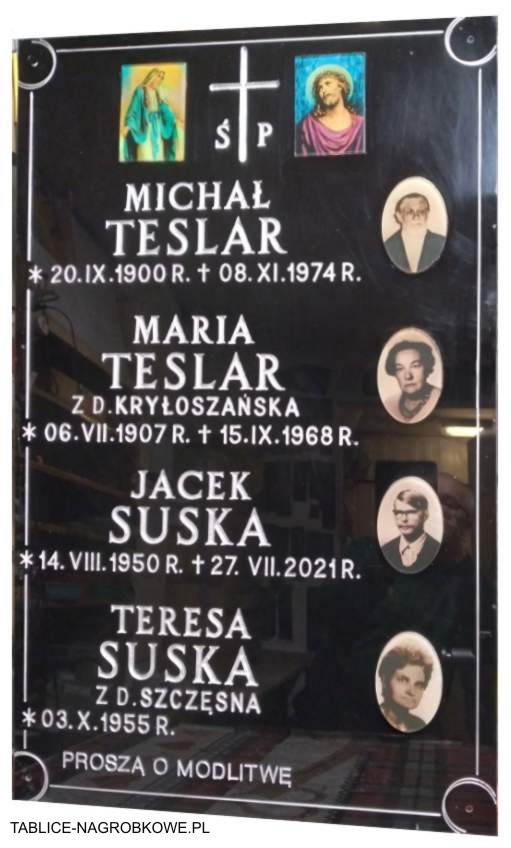 Ś P
MICHAŁ
TESLAR
* 20.IX.1900 R. † 08.XI.1974 R.
MARIA
TESLAR
Z D.KRYŁOSZAŃSKA
* 06.VII.1907 R. † 15.IX.1968 R.
JACEK
SUSKA
* 14.VIII.1950 R. † 27.VII.2021 R.
TERESA
SUSKA
Z D.SZCZĘSNA
* 03.X.1955 R.
PROSZĄ O MODLITWĘ
TABLICE-NAGROBKOWE.PL